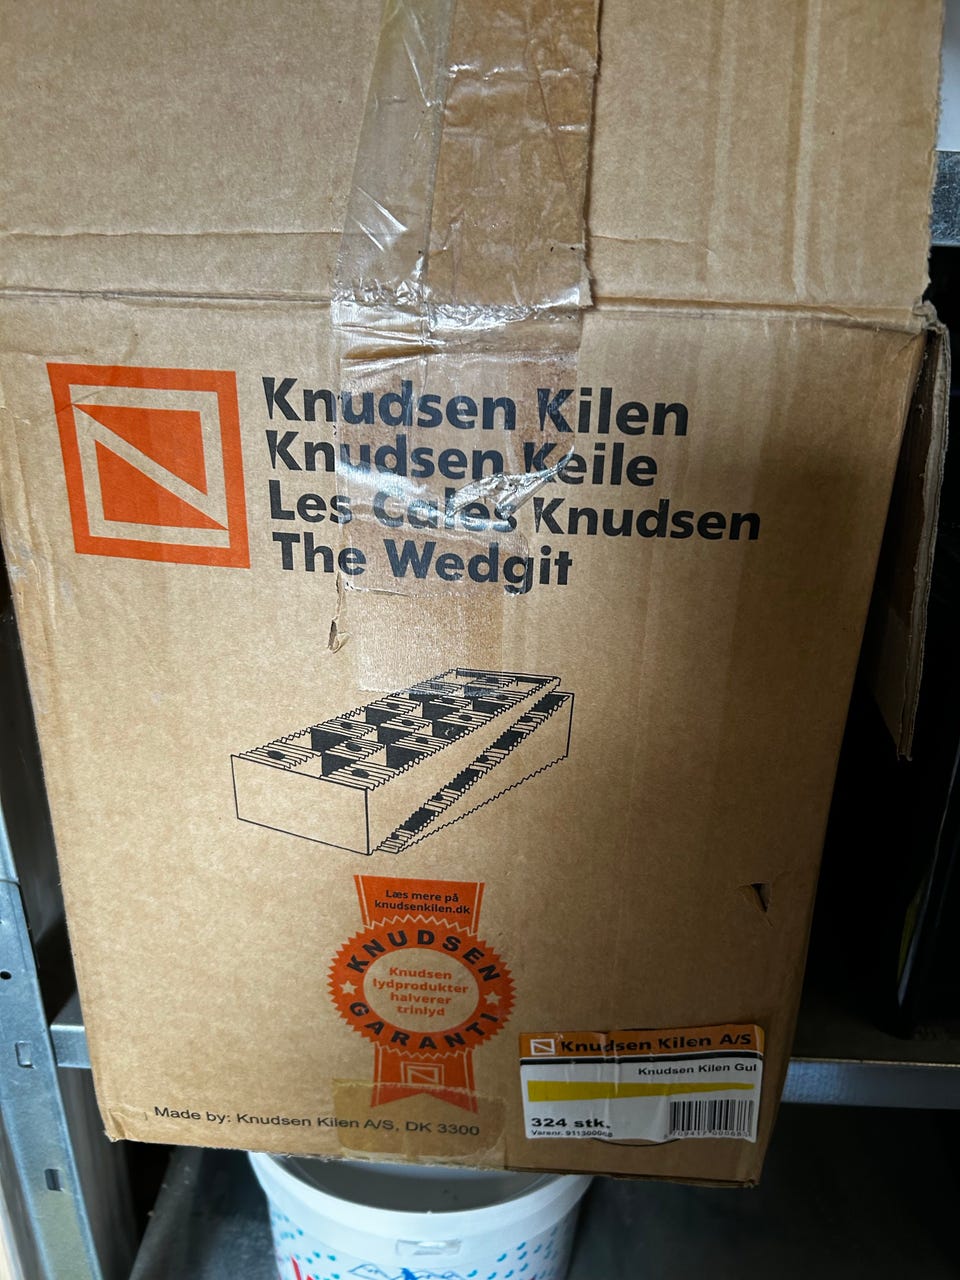 Knudsen Kilen
Knudsen Keile
Les Cales Knudsen
The Wedgit
Læs mere på
knudsenkilen.dk
KNUDSEN
Knudsen
lydprodukter
halverer
trinlyd
GARANTI
Knudsen Kilen A/S
Knudsen Kilen Gul
324 stk.
Varenr.
Made by: Knudsen Kilen A/S, DK 3300